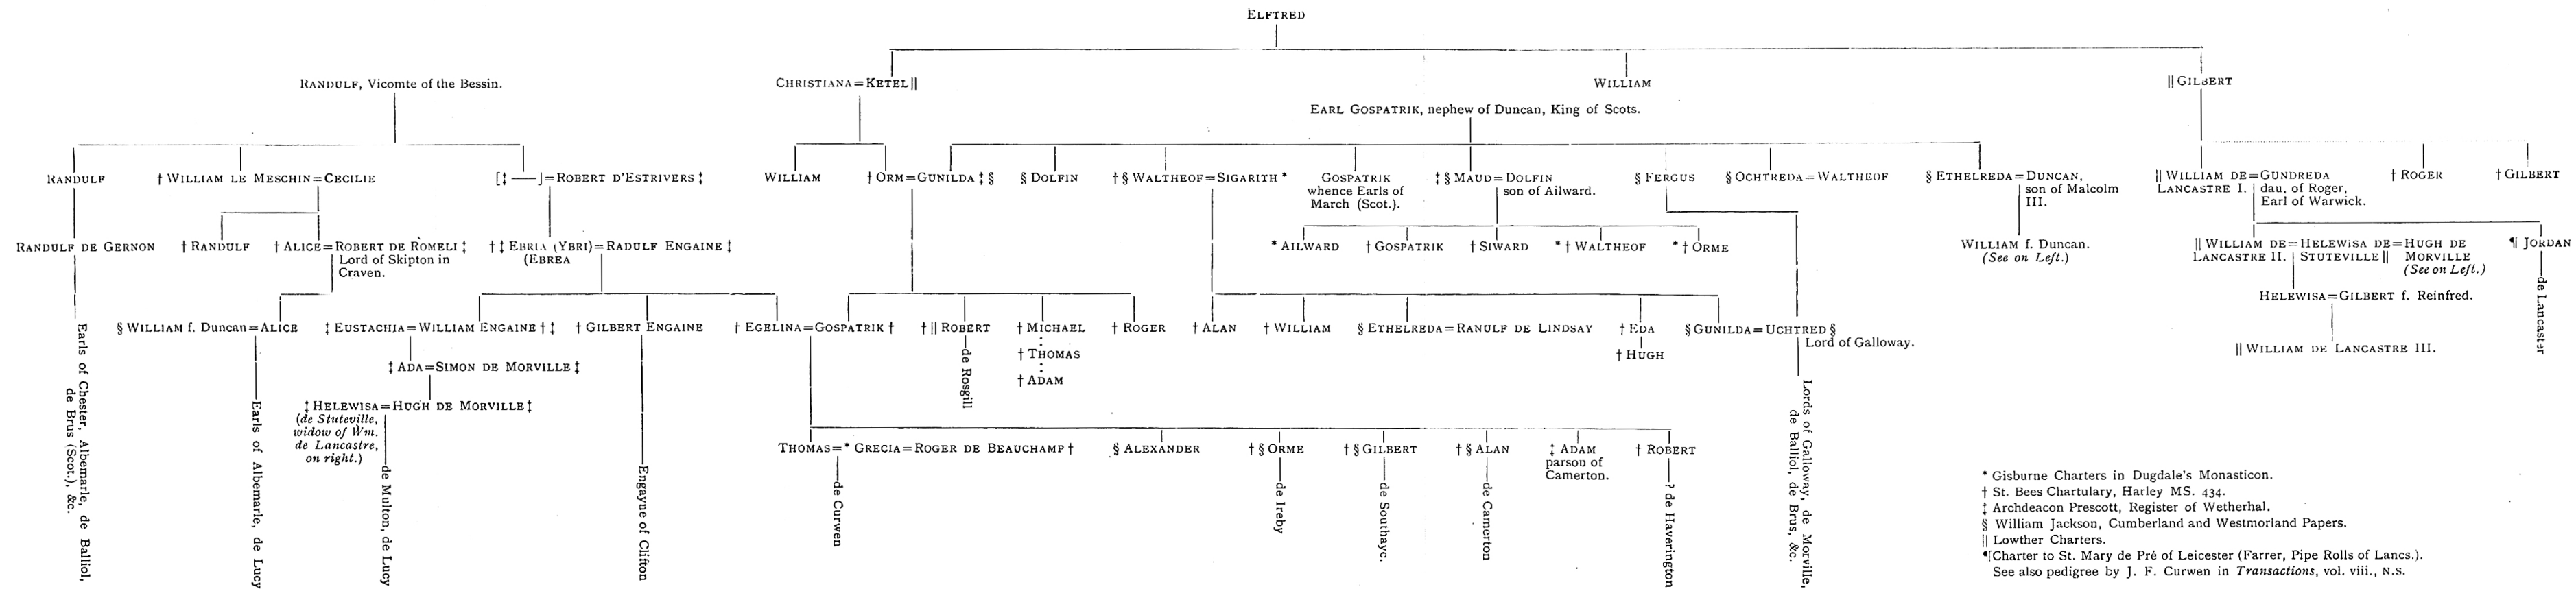 ELFTRED
RANDULF, Vicomte of the Bessin.
CHRISTIANA=KETEL||
WILLIAM
|| GILBERT
EARL GOSPATRIK, nephew of Duncan, King of Scots.
RANDULF
† WILLIAM LE MESCHIN=CECILIE
[‡ —]=ROBERT D'ESTRIVERS ‡
WILLIAM
† ORM=GUNILDA ‡ §
§ DOLFIN
† § WALTHEOF=SIGARITH *
GOSPATRIK
whence Earls of
March (Scot.).
‡ § MAUD=DOLFIN
son of Ailward.
§ FERGUS
§ OCHTREDA=WALTHEOF
§ ETHELREDA=DUNCAN,
son of Malcolm
III.
|| WILLIAM DE=GUNDREDA
LANCASTRE I.
dau, of Roger,
Earl of Warwick.
† ROGER
† GILBERT
RANDULF DE GERNON
† RANDULF
† ALICE=ROBERT DE ROMELI ‡
Lord of Skipton in
Craven.
† ‡ EBRIA (YBRI)=RADULF ENGAINE ‡
(EBREA
* AILWARD
† GOSPATRIK
† SIWARD
* † WALTHEOF
* † ORME
WILLIAM f. Duncan.
(See on Left.)
|| WILLIAM DE=HELEWISA DE=HUGH DE
LANCASTRE II.
STUTEVILLE ||
MORVILLE
(See on Left.)
¶ JORDAN
de Lancaster
HELEWISA=GILBERT f. Reinfred.
|| WILLIAM DE LANCASTRE III.
Earls of Chester, Albemarle, de Balliol,
de Brus (Scot.), &c.
§ WILLIAM f. Duncan=ALICE
‡ EUSTACHIA=WILLIAM ENGAINE † ‡
† GILBERT ENGAINE
† EGELINA=GOSPATRIK †
† || ROBERT
† MICHAEL
† ROGER
† ALAN
† WILLIAM
§ ETHELREDA=RANULF DE LINDSAY
† EDA
§ GUNILDA=UCHTRED §
Lord of Galloway.
† THOMAS
† HUGH
‡ ADA=SIMON DE MORVILLE ‡
† ADAM
de Rosgill
‡ HELEWISA=HUGH DE MORVILLE ‡
(de Stuteville,
widow of Wm.
de Lancastre,
on right.)
Earls of Albemarle, de Lucy
de Multon, de Lucy
Engayne of Clifton
Lords of Galloway, de Morville,
de Balliol, de Brus, &c.
THOMAS=* GRECIA=ROGER DE BEAUCHAMP †
§ ALEXANDER
† § ORME
† § GILBERT
† § ALAN
‡ ADAM
parson of
Camerton.
† ROBERT
de Curwen
de Ireby
de Southayc.
de Camerton
? de Haverington
* Gisburne Charters in Dugdale's Monasticon.
† St. Bees Chartulary, Harley MS. 434.
‡ Archdeacon Prescott, Register of Wetherhal.
§ William Jackson, Cumberland and Westmorland Papers.
|| Lowther Charters.
¶ Charter to St. Mary de Pré of Leicester (Farrer, Pipe Rolls of Lancs.).
See also pedigree by J. F. Curwen in Transactions, vol. viii., N.S.